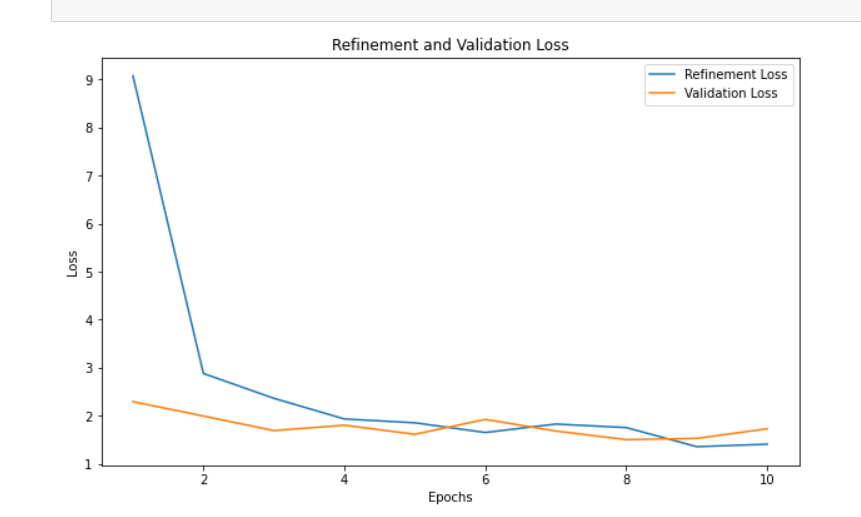 Refinement and Validation Loss
Refinement Loss
Validation Loss
9
8
7
6
5
4
3
2
1
Loss
2
4
6
8
10
Epochs